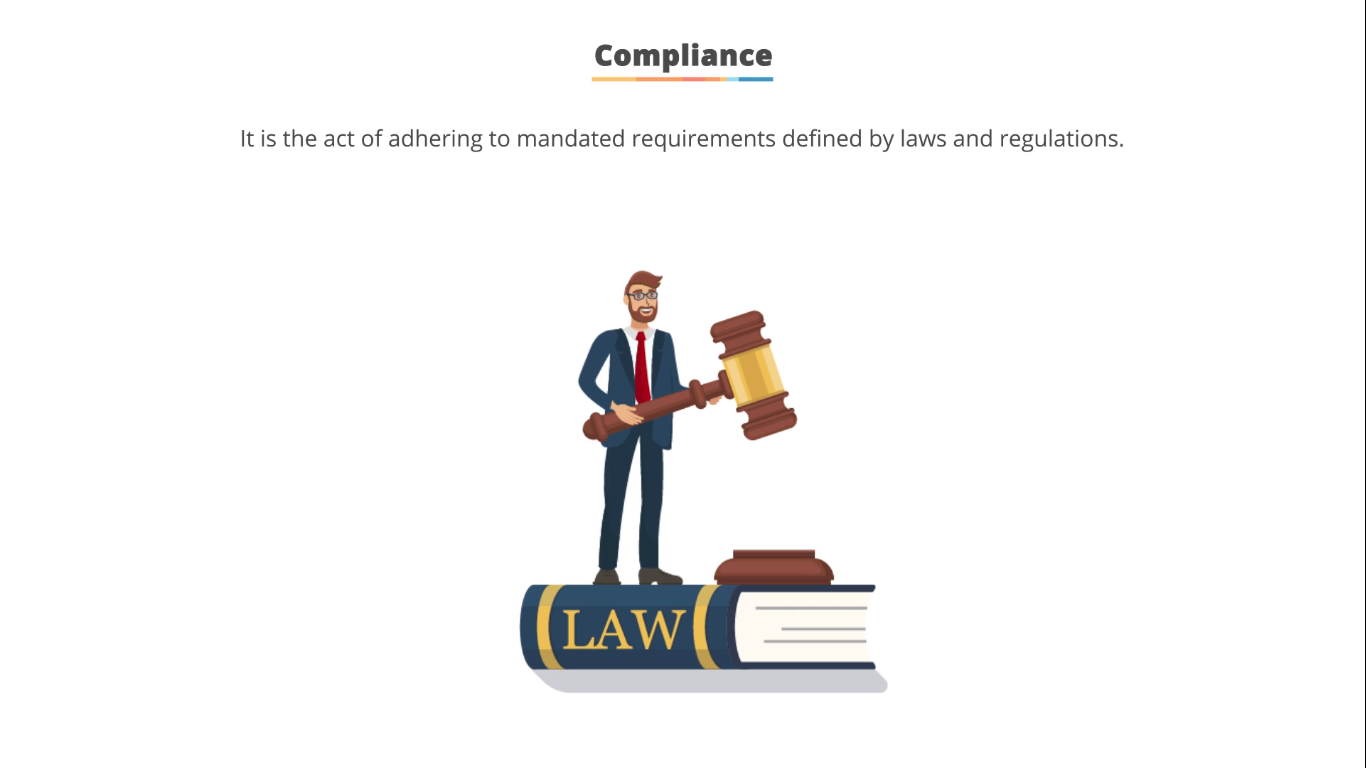 Compliance
It is the act of adhering to mandated requirements defined by laws and regulations.
LAW